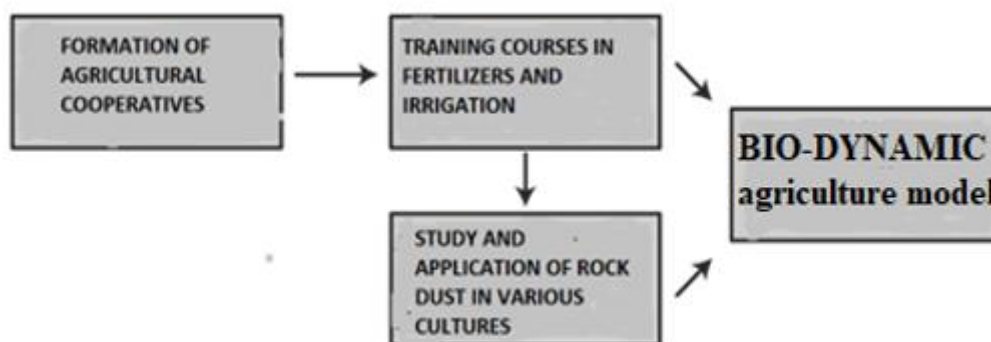 FORMATION OF
AGRICULTURAL
COOPERATIVES
TRAINING COURSES IN
FERTILIZERS AND
IRRIGATION
STUDY AND
APPLICATION OF ROCK
DUST IN VARIOUS
CULTURES
BIO-DYNAMIC
agriculture model